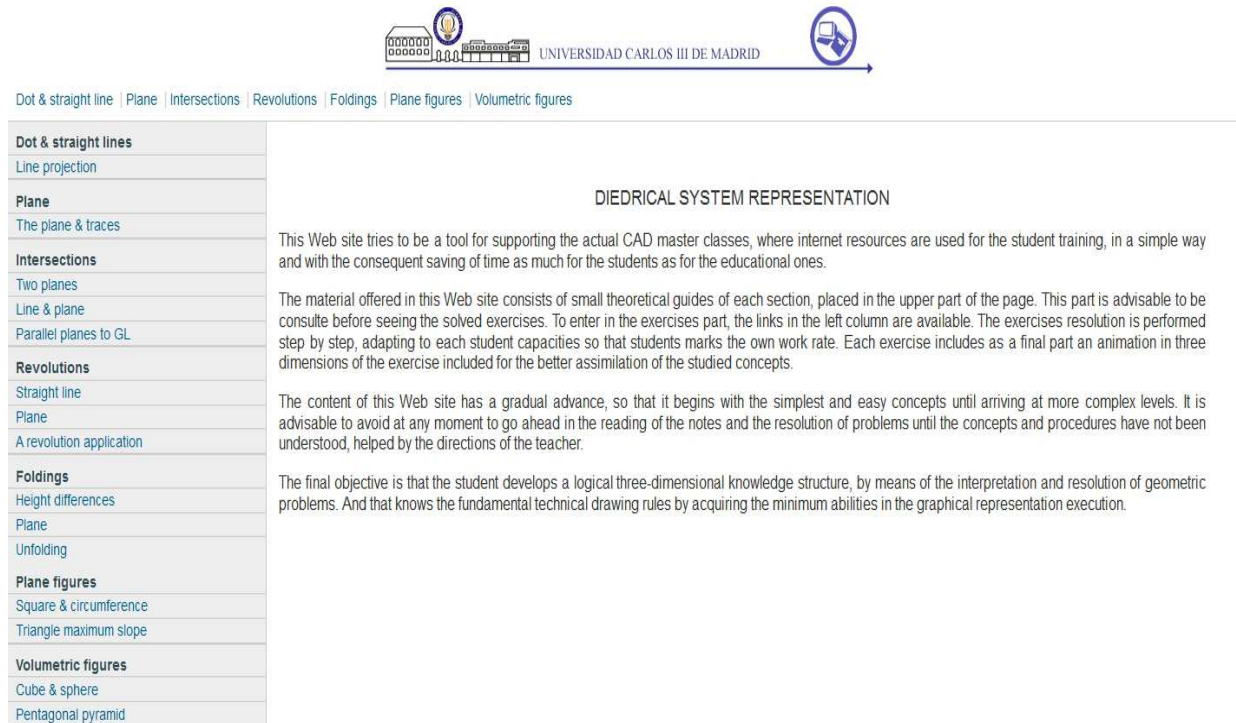 UNIVERSIDAD CARLOS III DE MADRID
Dot & straight line | Plane | Intersections | Revolutions | Foldings | Plane figures | Volumetric figures
Dot & straight lines
Line projection
Plane
The plane & traces
Intersections
Two planes
Line & plane
Parallel planes to GL
Revolutions
Straight line
Plane
A revolution application
Foldings
Height differences
Plane
Unfolding
Plane figures
Square & circumference
Triangle maximum slope
Volumetric figures
Cube & sphere
Pentagonal pyramid
DIEDRICAL SYSTEM REPRESENTATION
This Web site tries to be a tool for supporting the actual CAD master classes, where internet resources are used for the student training, in a simple way
and with the consequent saving of time as much for the students as for the educational ones.
The material offered in this Web site consists of small theoretical guides of each section, placed in the upper part of the page. This part is advisable to be
consulte before seeing the solved exercises. To enter in the exercises part, the links in the left column are available. The exercises resolution is performed
step by step, adapting to each student capacities so that students marks the own work rate. Each exercise includes as a final part an animation in three
dimensions of the exercise included for the better assimilation of the studied concepts.
The content of this Web site has a gradual advance, so that it begins with the simplest and easy concepts until arriving at more complex levels. It is
advisable to avoid at any moment to go ahead in the reading of the notes and the resolution of problems until the concepts and procedures have not been
understood, helped by the directions of the teacher.
The final objective is that the student develops a logical three-dimensional knowledge structure, by means of the interpretation and resolution of geometric
problems. And that knows the fundamental technical drawing rules by acquiring the minimum abilities in the graphical representation execution.